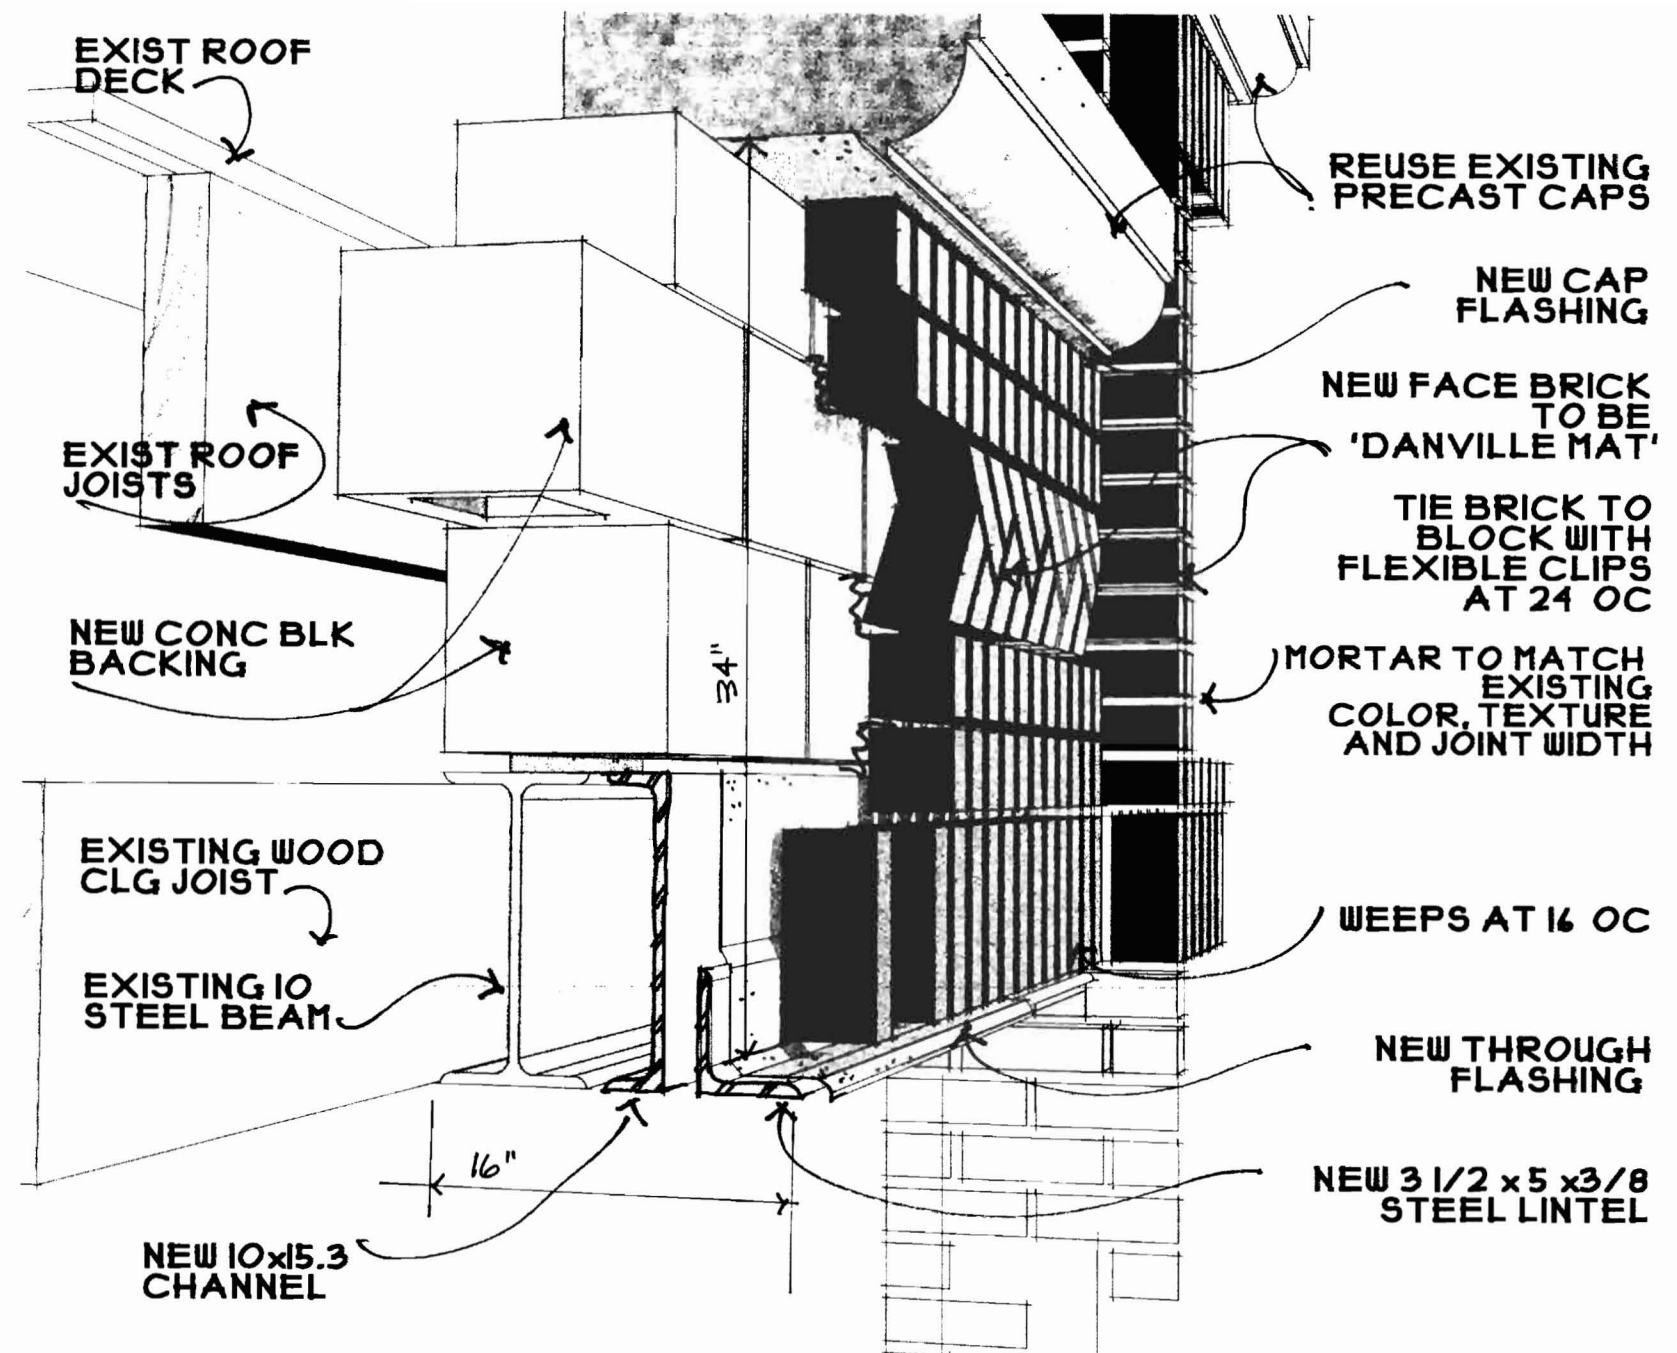 EXIST ROOF
DECK
EXIST ROOF
JOISTS
NEW CONC BLK
BACKING
EXISTING WOOD
CLG JOIST
EXISTING 10
STEEL BEAM
NEW 10x15.3
CHANNEL
34"
16"
REUSE EXISTING
PRECAST CAPS
NEW CAP
FLASHING
NEW FACE BRICK
TO BE
'DANVILLE MAT'
TIE BRICK TO
BLOCK WITH
FLEXIBLE CLIPS
AT 24 OC
MORTAR TO MATCH
EXISTING
COLOR, TEXTURE
AND JOINT WIDTH
WEEPS AT 16 OC
NEW THROUGH
FLASHING
NEW 3 1/2 x 5 x3/8
STEEL LINTEL